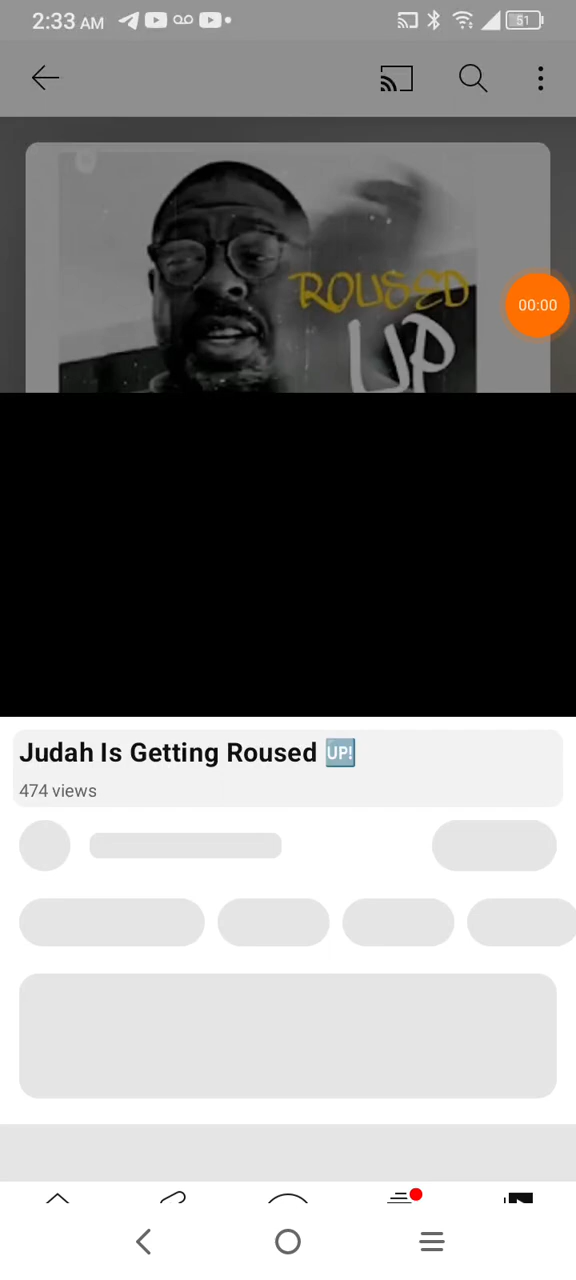 2:33 AM
51
ROUSED
UP
00:00
Judah Is Getting Roused UP!
474 views